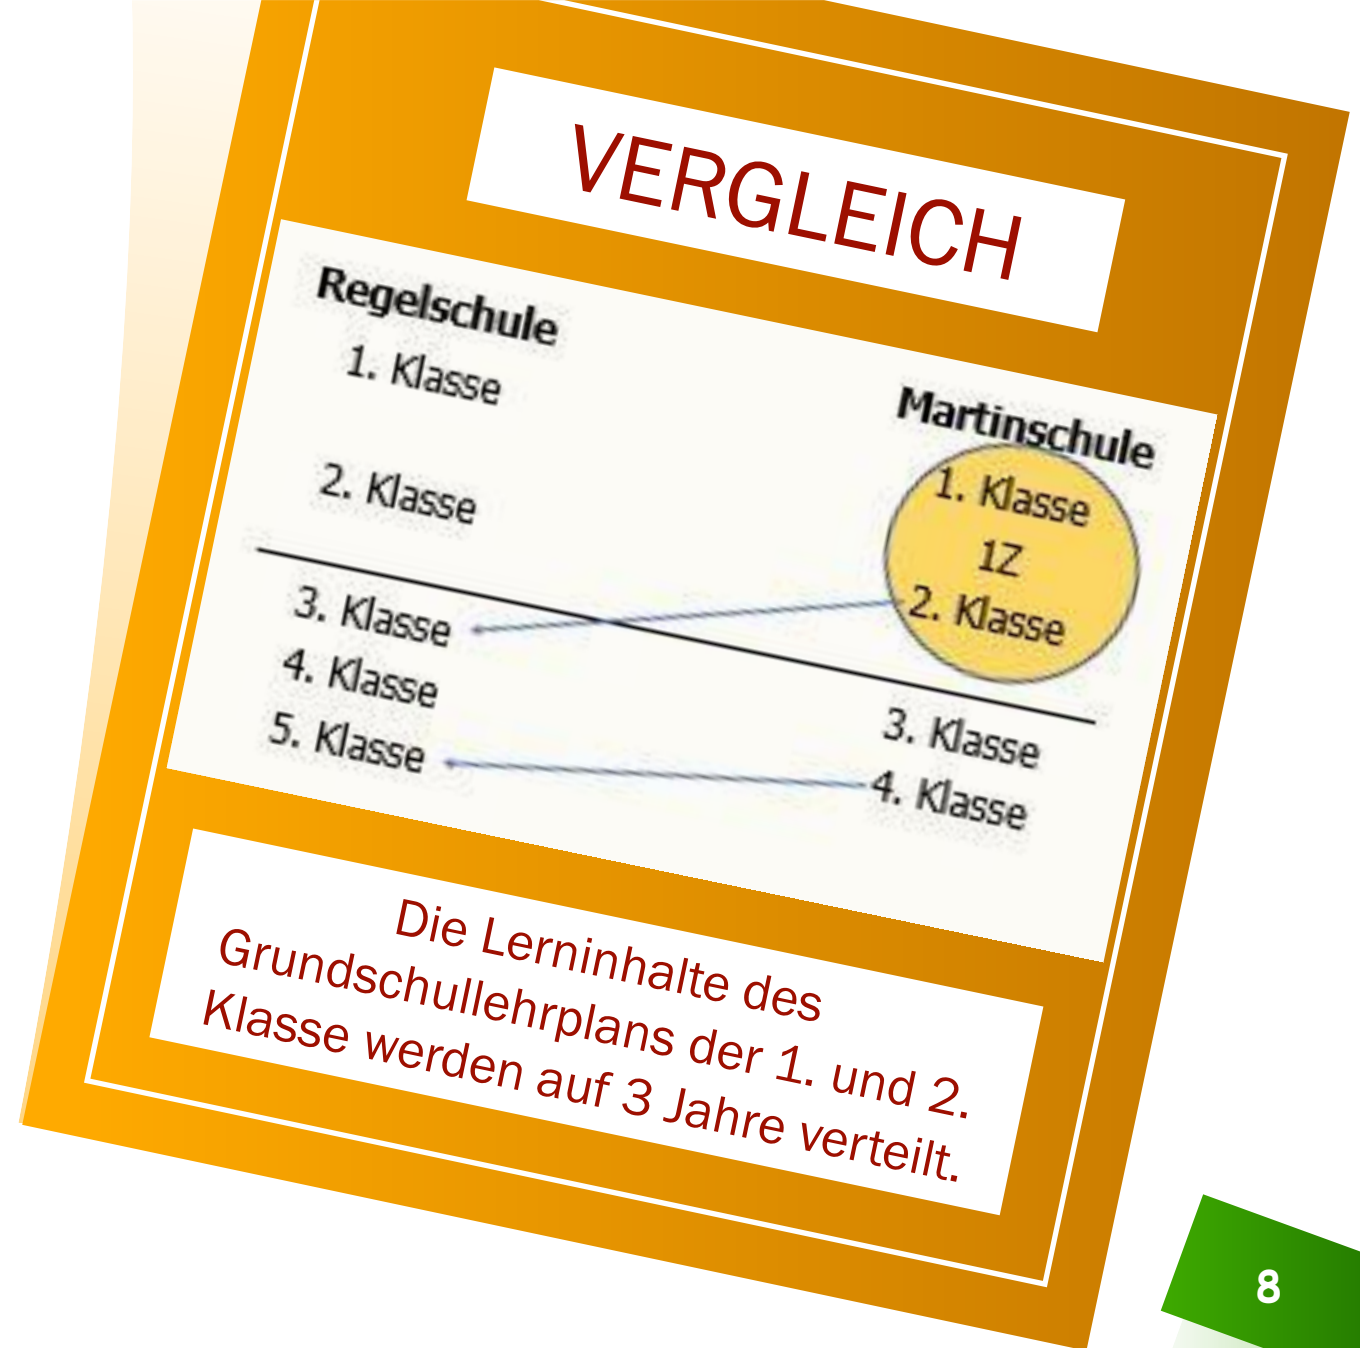 VERGLEICH
Regelschule
1. Klasse
2. Klasse
3. Klasse
4. Klasse
5. Klasse
Martinschule
1. Klasse
1Z
2. Klasse
3. Klasse
4. Klasse
Die Lerninhalte des
Grundschullehrplans der 1. und 2.
Klasse werden auf 3 Jahre verteilt.
8